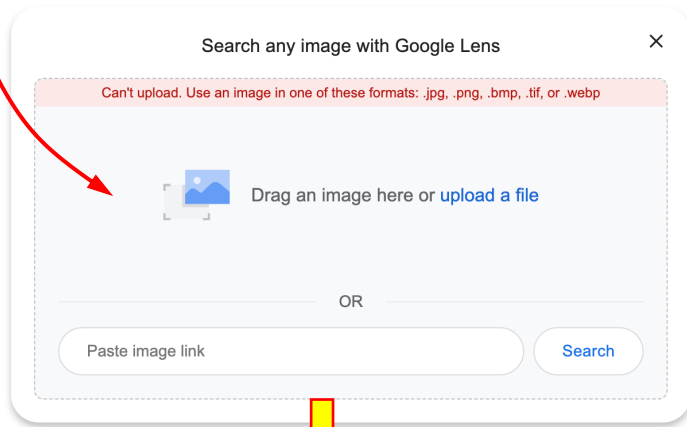 Search any image with Google Lens
Can't upload. Use an image in one of these formats: .jpg, .png, .bmp, .tif, or .webp
Drag an image here or upload a file
OR
Paste image link
Search